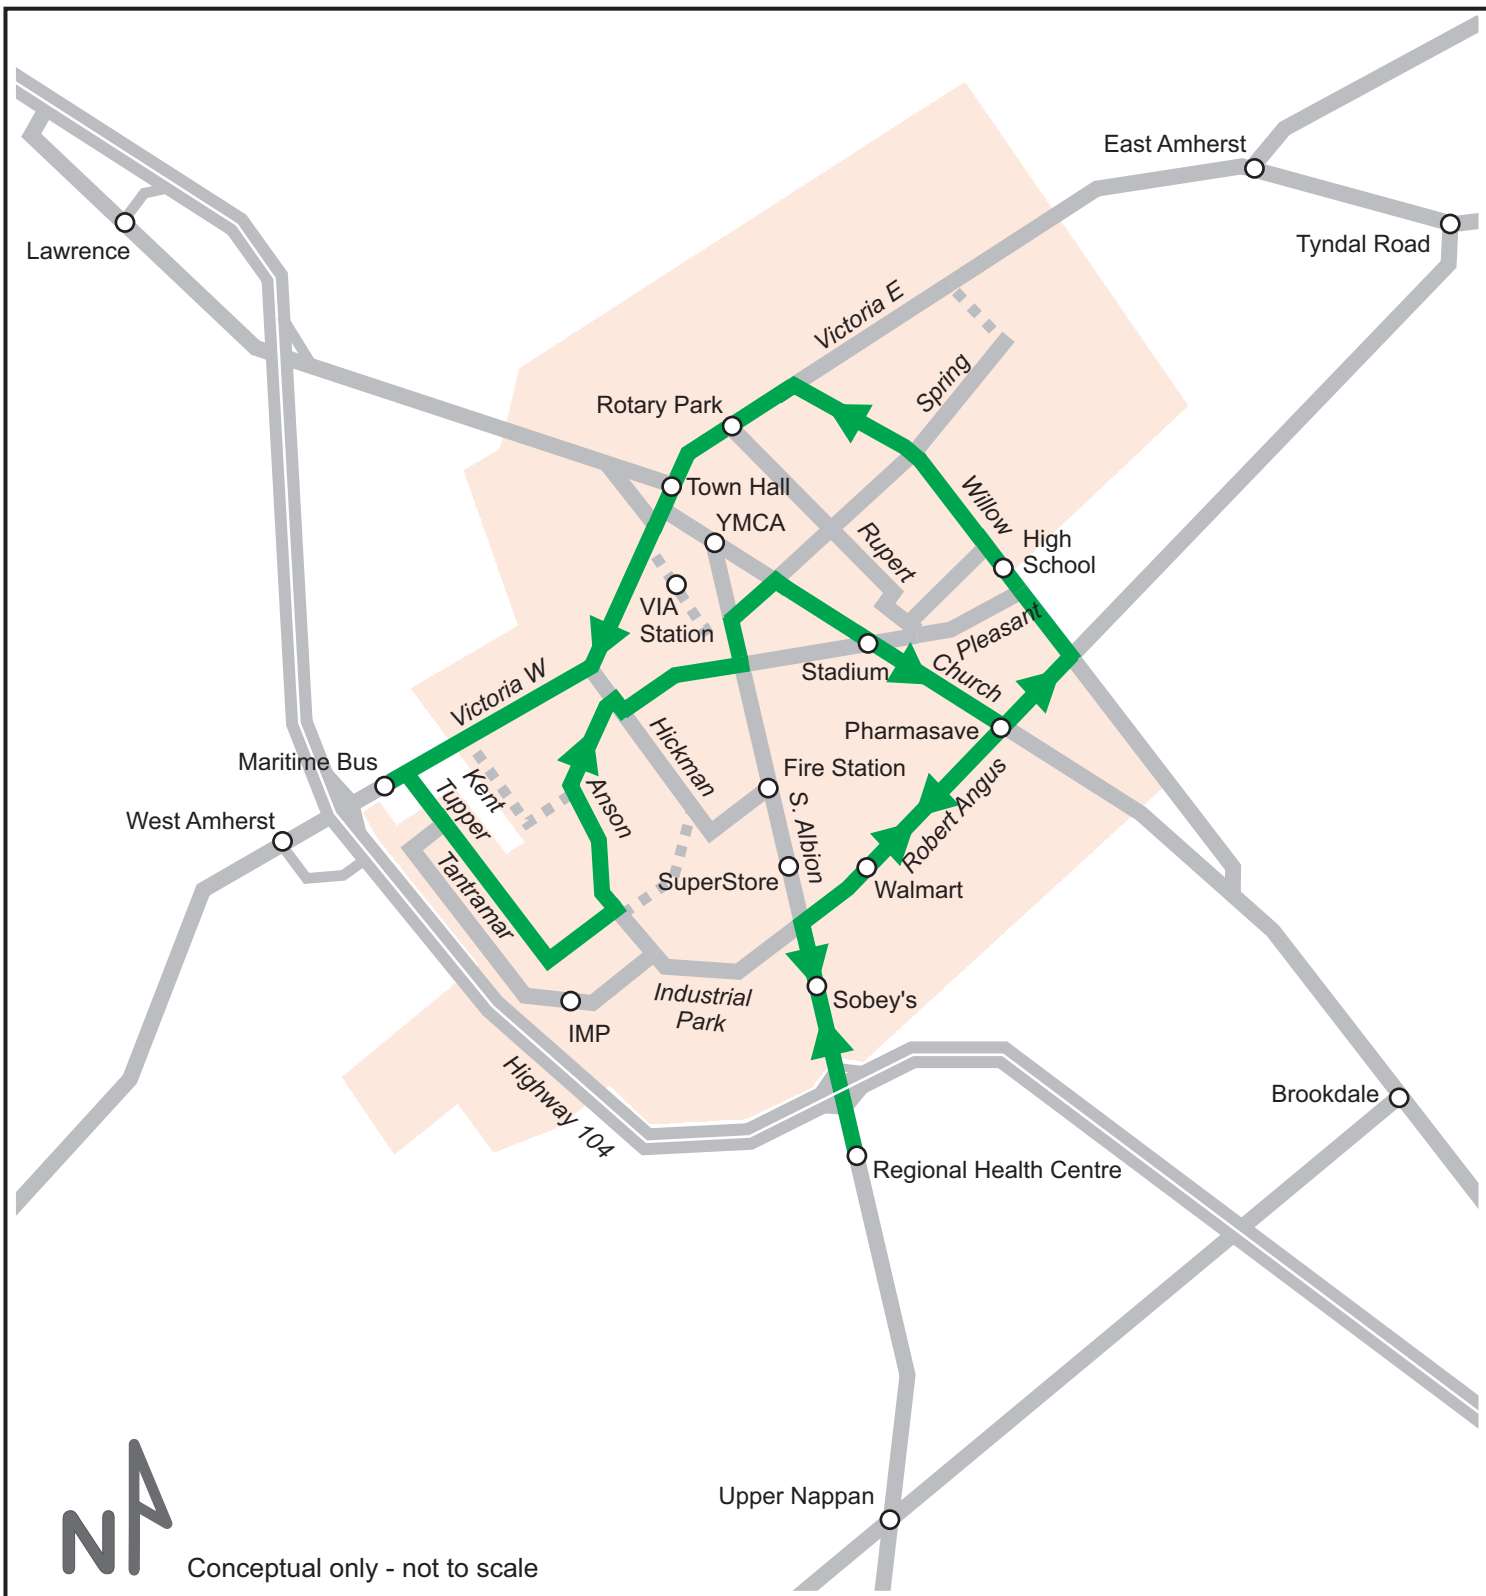 East Amherst
Tyndal Road
Lawrence
Victoria E
Spring
Rotary Park
Town Hall
YMCA
Willow
High
School
Rupert
VIA
Station
Pleasant
Stadium
Church
Victoria W
Pharmasave
Hickman
Maritime Bus
Kent
Tupper
Anson
Fire Station
S. Albion
Robert Angus
West Amherst
Tantramar
SuperStore
Walmart
Industrial
Park
Sobey's
IMP
Highway 104
Brookdale
Regional Health Centre
Upper Nappan
N
Conceptual only - not to scale